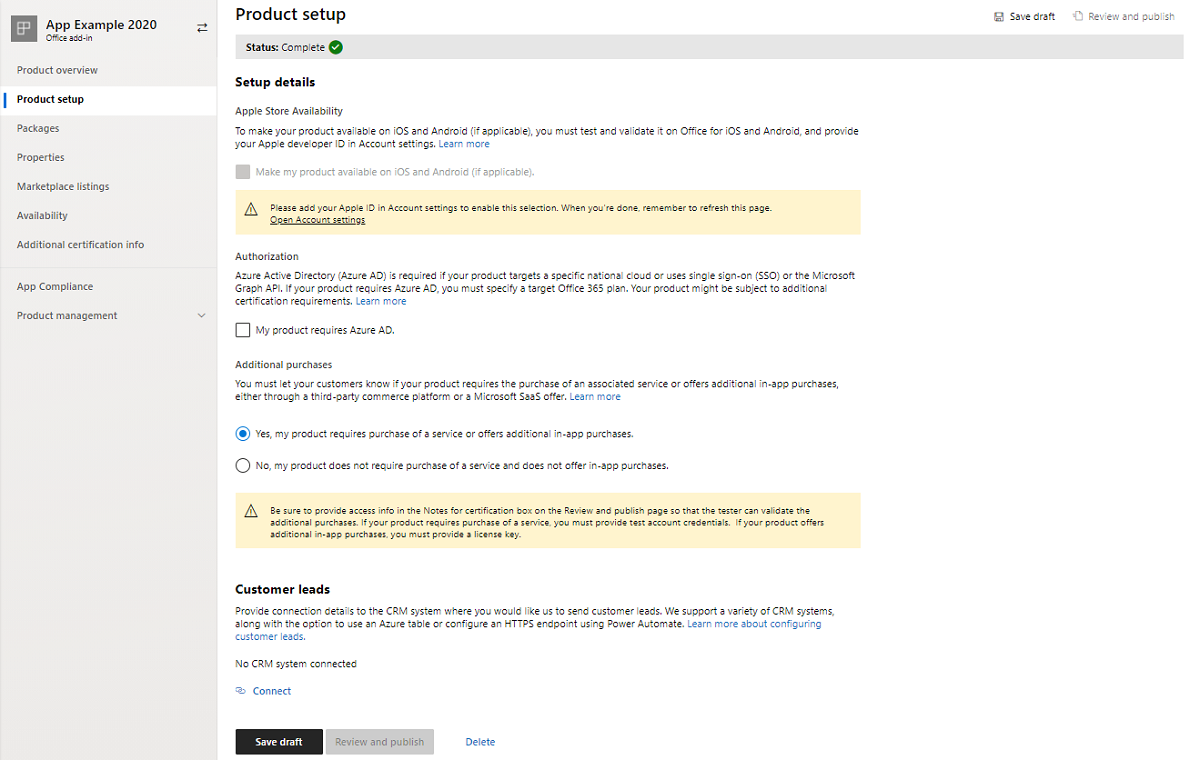 App Example 2020
Office add-in
Product overview
Product setup
Packages
Properties
Marketplace listings
Availability
Additional certification info
App Compliance
Product management
Product setup
Save draft
Review and publish
Status: Complete
Setup details
Apple Store Availability
To make your product available on iOS and Android (if applicable), you must test and validate it on Office for iOS and Android, and provide
your Apple developer ID in Account settings. Learn more
Make my product available on iOS and Android (if applicable).
Please add your Apple ID in Account settings to enable this selection. When you're done, remember to refresh this page.
Open Account settings
Authorization
Azure Active Directory (Azure AD) is required if your product targets a specific national cloud or uses single sign-on (SSO) or the Microsoft
Graph API. If your product requires Azure AD, you must specify a target Office 365 plan. Your product might be subject to additional
certification requirements. Learn more
My product requires Azure AD.
Additional purchases
You must let your customers know if your product requires the purchase of an associated service or offers additional in-app purchases,
either through a third-party commerce platform or a Microsoft SaaS offer. Learn more
Yes, my product requires purchase of a service or offers additional in-app purchases.
No, my product does not require purchase of a service and does not offer in-app purchases.
Be sure to provide access info in the Notes for certification box on the Review and publish page so that the tester can validate the
additional purchases. If your product requires purchase of a service, you must provide test account credentials. If your product offers
additional in-app purchases, you must provide a license key.
Customer leads
Provide connection details to the CRM system where you would like us to send customer leads. We support a variety of CRM systems,
along with the option to use an Azure table or configure an HTTPS endpoint using Power Automate. Learn more about configuring
customer leads.
No CRM system connected
Connect
Save draft
Review and publish
Delete